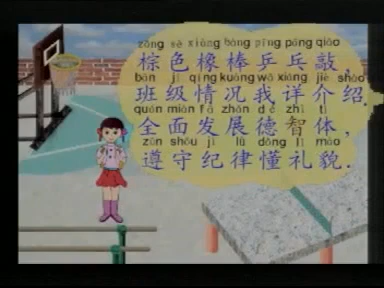 zōng sè xiàng bàng pīng pāng qiāo
棕色橡棒乒乓敲
bān jí qíng kuàng wǒ xiáng jiè shào
班级情况我详介绍.
quán miàn fā zhǎn dé zhì tǐ
全面发展德智体,
zūn shǒu jì lǜ dǒng lǐ mào
遵守纪律懂礼貌.